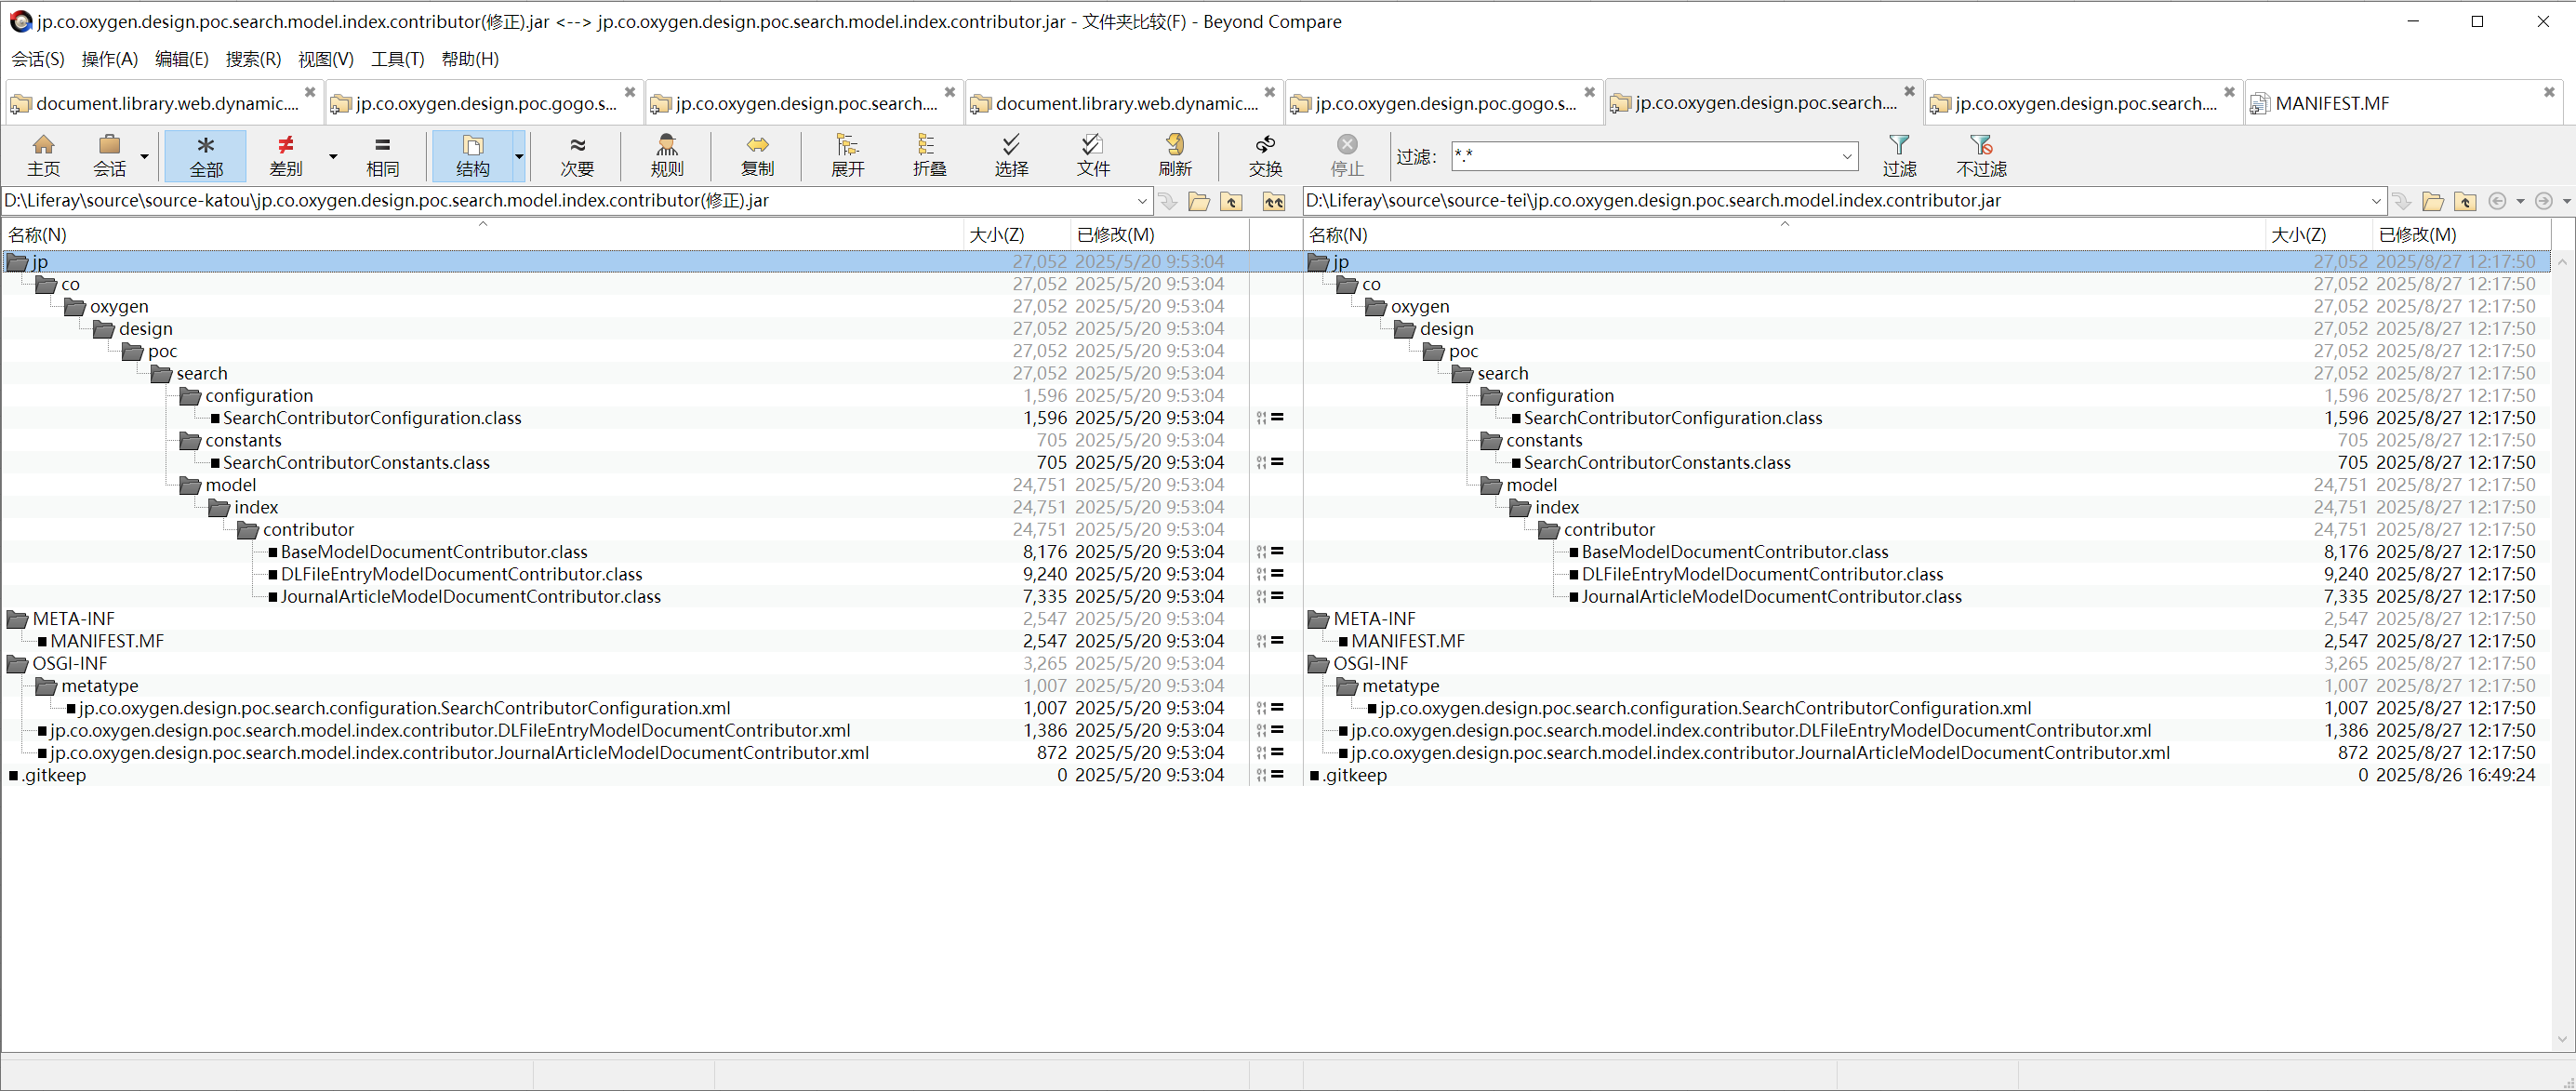 jp.co.oxygen.design.poc.search.model.index.contributor(修正).jar <--> jp.co.oxygen.design.poc.search.model.index.contributor.jar - 文件夹比较(F) - Beyond Compare
会话(S) 操作(A) 编辑(E) 搜索(R) 视图(V) 工具(T) 帮助(H)
document.library.web.dynamic.... jp.co.oxygen.design.poc.gogo.s... jp.co.oxygen.design.poc.search.... document.library.web.dynamic.... jp.co.oxygen.design.poc.gogo.s... jp.co.oxygen.design.poc.search.... jp.co.oxygen.design.poc.search.... MANIFEST.MF
主页 会话 全部 差别 相同 结构 次要 规则 复制 展开 折叠 选择 文件 刷新 交换 停止 过滤: *.* 过滤 不过滤
D:\Liferay\source\source-katou\jp.co.oxygen.design.poc.search.model.index.contributor(修正).jar D:\Liferay\source\source-tei\jp.co.oxygen.design.poc.search.model.index.contributor.jar
名称(N) 大小(Z) 已修改(M) 名称(N) 大小(Z) 已修改(M)
jp 27,052 2025/5/20 9:53:04 jp 27,052 2025/8/27 12:17:50
co 27,052 2025/5/20 9:53:04 co 27,052 2025/8/27 12:17:50
oxygen 27,052 2025/5/20 9:53:04 oxygen 27,052 2025/8/27 12:17:50
design 27,052 2025/5/20 9:53:04 design 27,052 2025/8/27 12:17:50
poc 27,052 2025/5/20 9:53:04 poc 27,052 2025/8/27 12:17:50
search 27,052 2025/5/20 9:53:04 search 27,052 2025/8/27 12:17:50
configuration 1,596 2025/5/20 9:53:04 configuration 1,596 2025/8/27 12:17:50
SearchContributorConfiguration.class 1,596 2025/5/20 9:53:04 = SearchContributorConfiguration.class 1,596 2025/8/27 12:17:50
constants 705 2025/5/20 9:53:04 constants 705 2025/8/27 12:17:50
SearchContributorConstants.class 705 2025/5/20 9:53:04 = SearchContributorConstants.class 705 2025/8/27 12:17:50
model 24,751 2025/5/20 9:53:04 model 24,751 2025/8/27 12:17:50
index 24,751 2025/5/20 9:53:04 index 24,751 2025/8/27 12:17:50
contributor 24,751 2025/5/20 9:53:04 contributor 24,751 2025/8/27 12:17:50
BaseModelDocumentContributor.class 8,176 2025/5/20 9:53:04 = BaseModelDocumentContributor.class 8,176 2025/8/27 12:17:50
DLFileEntryModelDocumentContributor.class 9,240 2025/5/20 9:53:04 = DLFileEntryModelDocumentContributor.class 9,240 2025/8/27 12:17:50
JournalArticleModelDocumentContributor.class 7,335 2025/5/20 9:53:04 = JournalArticleModelDocumentContributor.class 7,335 2025/8/27 12:17:50
META-INF 2,547 2025/5/20 9:53:04 META-INF 2,547 2025/8/27 12:17:50
MANIFEST.MF 2,547 2025/5/20 9:53:04 = MANIFEST.MF 2,547 2025/8/27 12:17:50
OSGI-INF 3,265 2025/5/20 9:53:04 OSGI-INF 3,265 2025/8/27 12:17:50
metatype 1,007 2025/5/20 9:53:04 metatype 1,007 2025/8/27 12:17:50
jp.co.oxygen.design.poc.search.configuration.SearchContributorConfiguration.xml 1,007 2025/5/20 9:53:04 = jp.co.oxygen.design.poc.search.configuration.SearchContributorConfiguration.xml 1,007 2025/8/27 12:17:50
jp.co.oxygen.design.poc.search.model.index.contributor.DLFileEntryModelDocumentContributor.xml 1,386 2025/5/20 9:53:04 = jp.co.oxygen.design.poc.search.model.index.contributor.DLFileEntryModelDocumentContributor.xml 1,386 2025/8/27 12:17:50
jp.co.oxygen.design.poc.search.model.index.contributor.JournalArticleModelDocumentContributor.xml 872 2025/5/20 9:53:04 = jp.co.oxygen.design.poc.search.model.index.contributor.JournalArticleModelDocumentContributor.xml 872 2025/8/27 12:17:50
.gitkeep 0 2025/5/20 9:53:04 = .gitkeep 0 2025/8/26 16:49:24